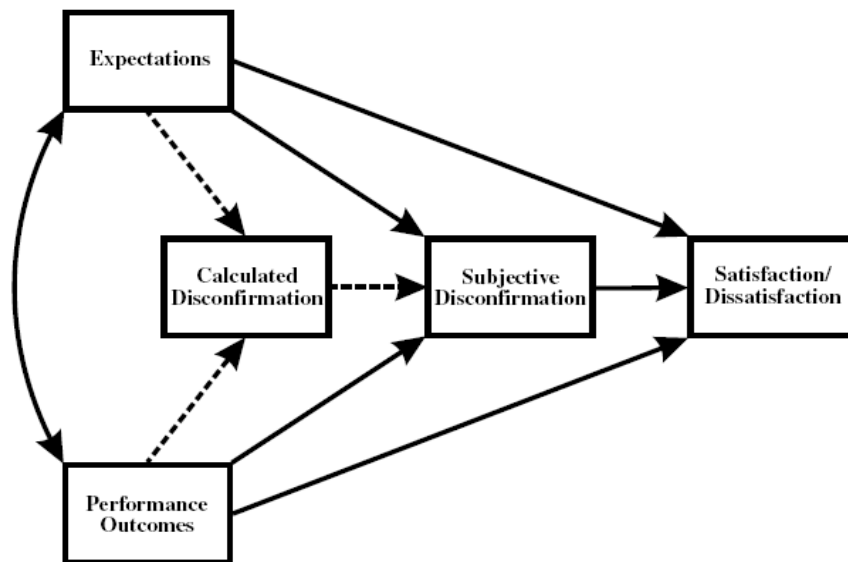 Expectations
Calculated
Disconfirmation
Subjective
Disconfirmation
Satisfaction/
Dissatisfaction
Performance
Outcomes